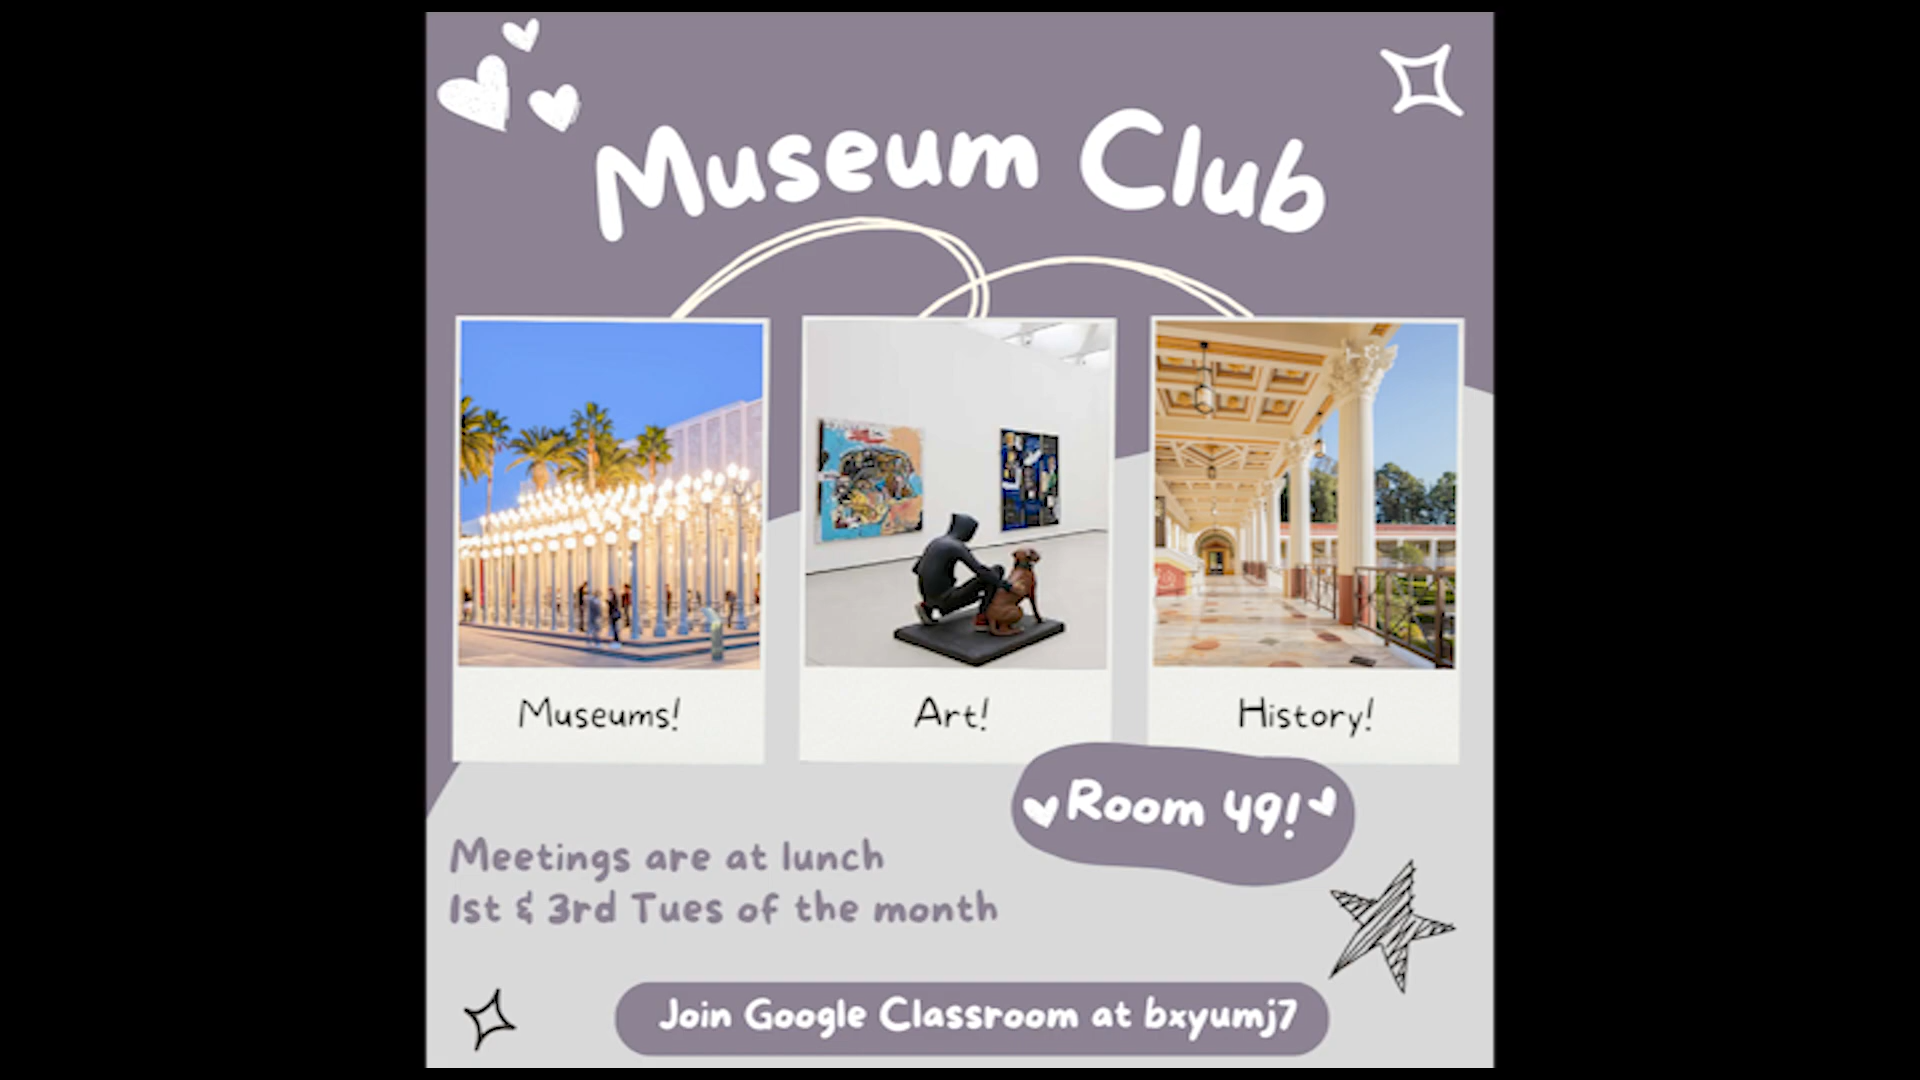 Museum Club
Museums!
Art!
History!
Room 49!
Meetings are at lunch
1st & 3rd Tues of the month
Join Google Classroom at bxyumj7